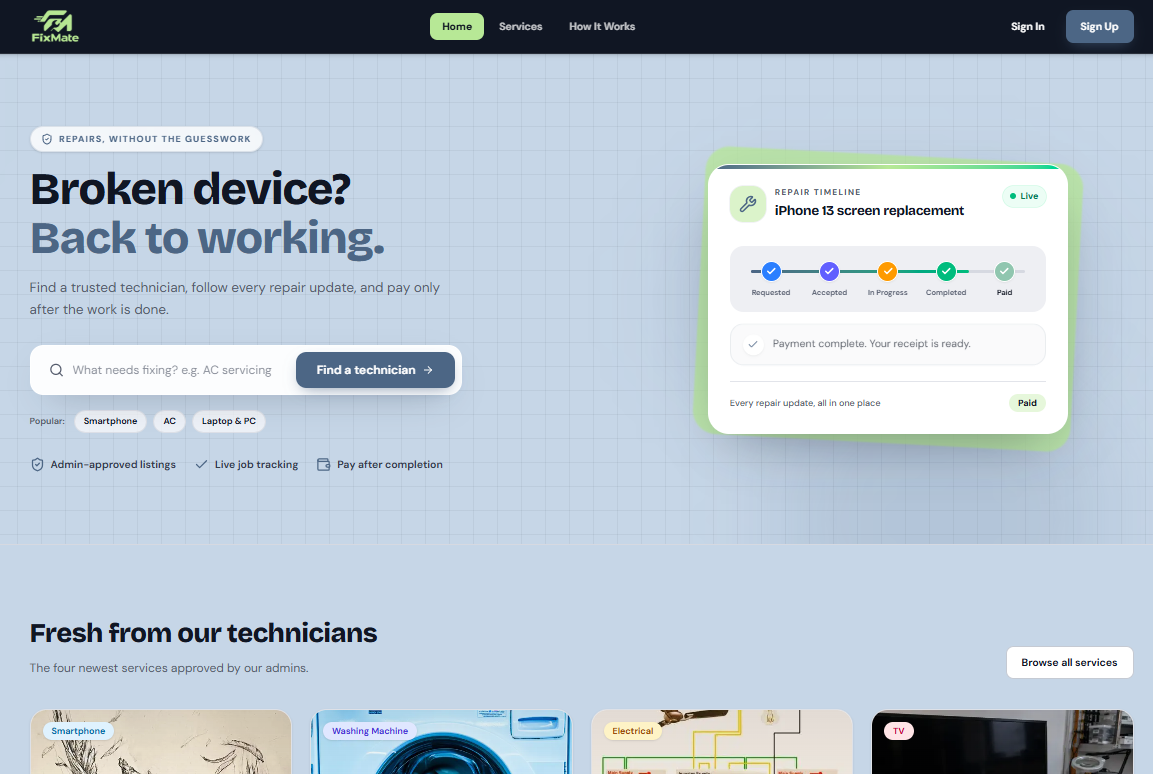 FixMate
Home
Services
How It Works
Sign In
Sign Up
REPAIRS, WITHOUT THE GUESSWORK
Broken device?
Back to working.
Find a trusted technician, follow every repair update, and pay only
after the work is done.
What needs fixing? e.g. AC servicing
Find a technician →
Popular:
Smartphone
AC
Laptop & PC
Admin-approved listings
Live job tracking
Pay after completion
REPAIR TIMELINE
iPhone 13 screen replacement
Live
Requested
Accepted
In Progress
Completed
Paid
Payment complete. Your receipt is ready.
Every repair update, all in one place
Paid
Fresh from our technicians
The four newest services approved by our admins.
Browse all services
Smartphone
Washing Machine
Electrical
TV